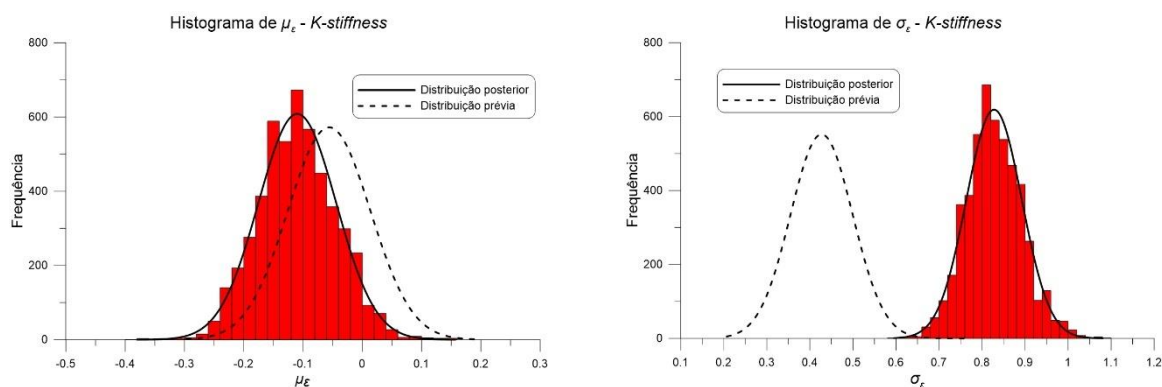 Histograma de με - K-stiffness
800
600
400
200
0
Frequência
Distribuição posterior
Distribuição prévia
-0.5 -0.4 -0.3 -0.2 -0.1 0 0.1 0.2 0.3
με
Histograma de σε - K-stiffness
800
600
400
200
0
Frequência
Distribuição posterior
Distribuição prévia
0.1 0.2 0.3 0.4 0.5 0.6 0.7 0.8 0.9 1 1.1 1.2
σε